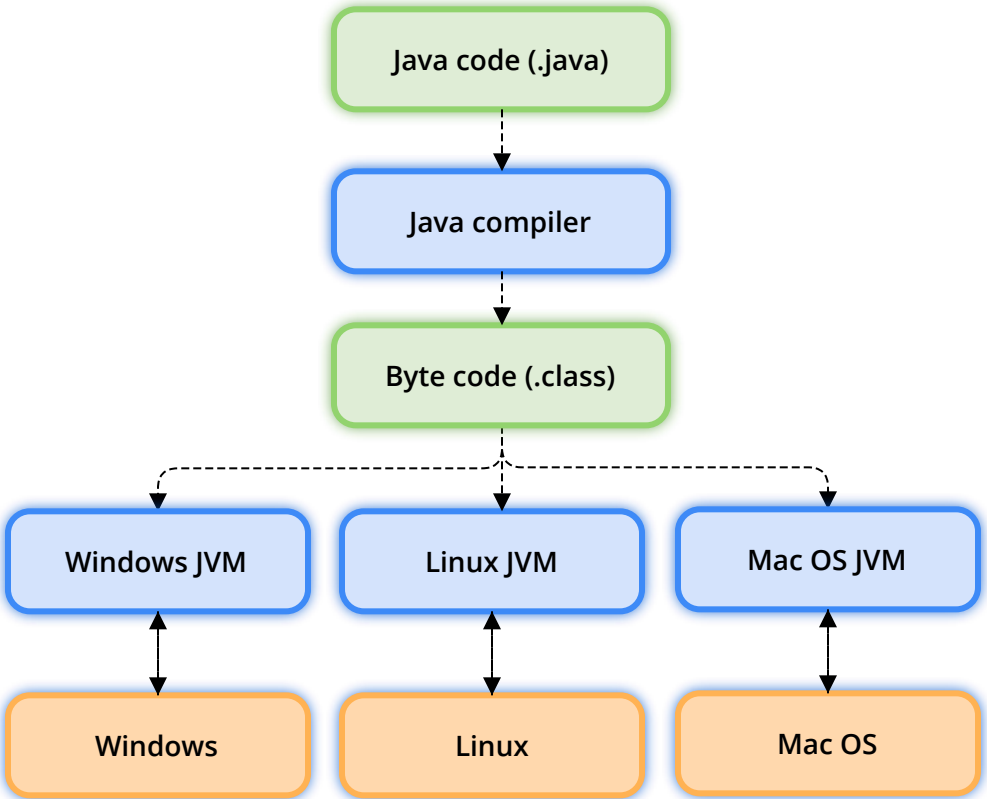 Java code (.java)
Java compiler
Byte code (.class)
Windows JVM
Linux JVM
Mac OS JVM
Windows
Linux
Mac OS